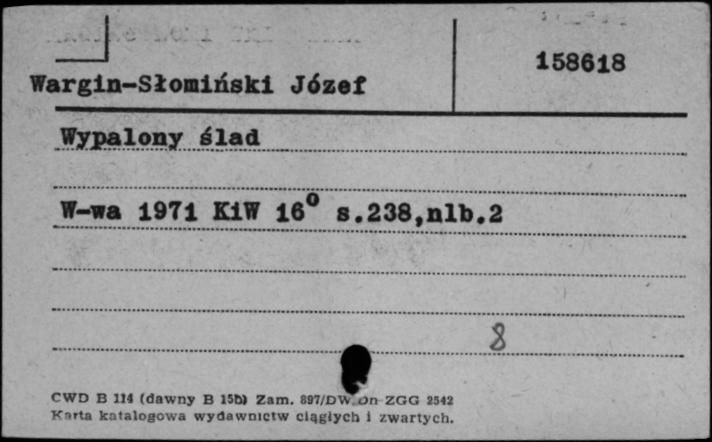 158618
Wargin-Słomiński Józef
Wypalony ślad
W-wa 1971 KiW 16° s.238,nlb.2
8
CWD B 114 (dawny B 15b) Zam. 897/DW. ZGG 2542
Karta katalogowa wydawnictw ciągłych i zwartych.